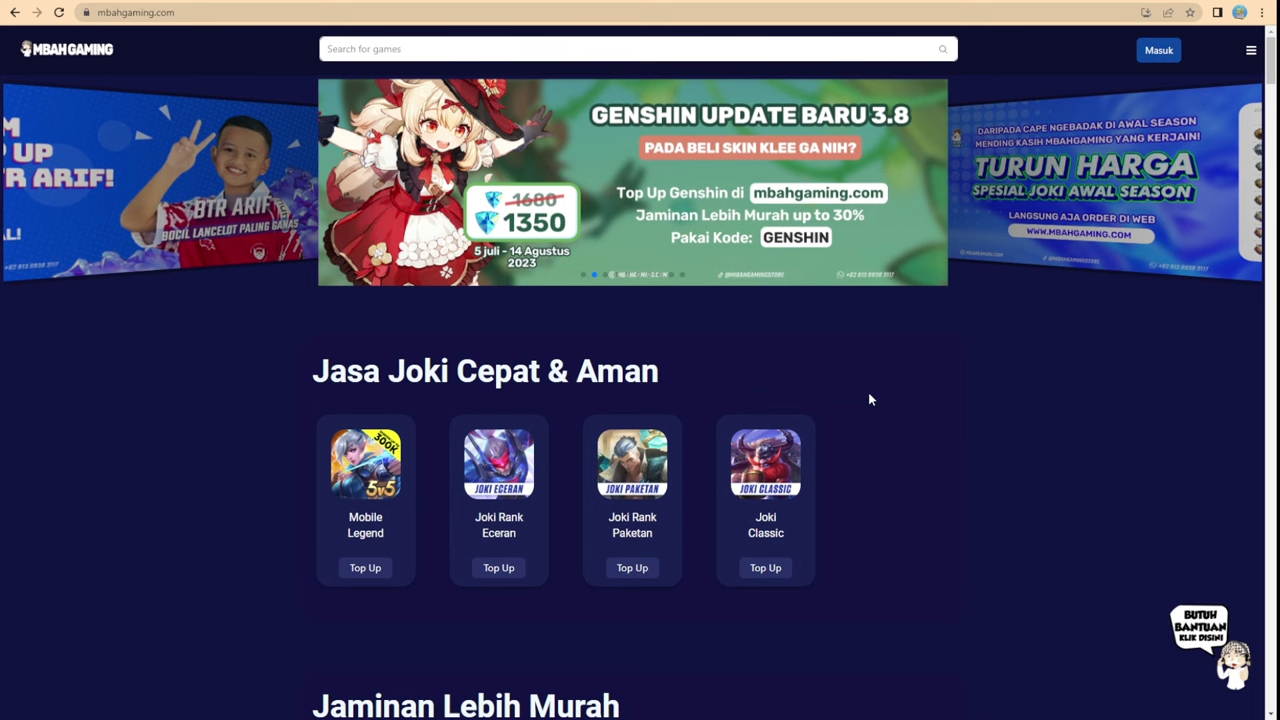 mbahgaming.com
MBAH GAMING
Search for games
Masuk
M
UP
R ARIF!
BTR ARIF
BOCIL LANCELOT PALING GANAS
GENSHIN UPDATE BARU 3.8
PADA BELI SKIN KLEE GA NIH?
1680
1350
5 juli - 14 Agustus
2023
Top Up Genshin di mbahgaming.com
Jaminan Lebih Murah up to 30%
Pakai Kode: GENSHIN
@MBAHGAMINGSTORE
+62 813 8838 3117
DARIPADA CAPE NGEBADAK DI AWAL SEASON
MENDING KASIH MBAHGAMING YANG KERJAIN!
TURUN HARGA
SPESIAL JOKI AWAL SEASON
LANGSUNG AJA ORDER DI WEB
WWW.MBAHGAMING.COM
Jasa Joki Cepat & Aman
300K
5v5
JOKI ECERAN
JOKI PAKETAN
JOKI CLASSIC
Mobile
Legend
Joki Rank
Eceran
Joki Rank
Paketan
Joki
Classic
Top Up
Top Up
Top Up
Top Up
BUTUH
BANTUAN
KLIK DISINI
Jaminan Lebih Murah